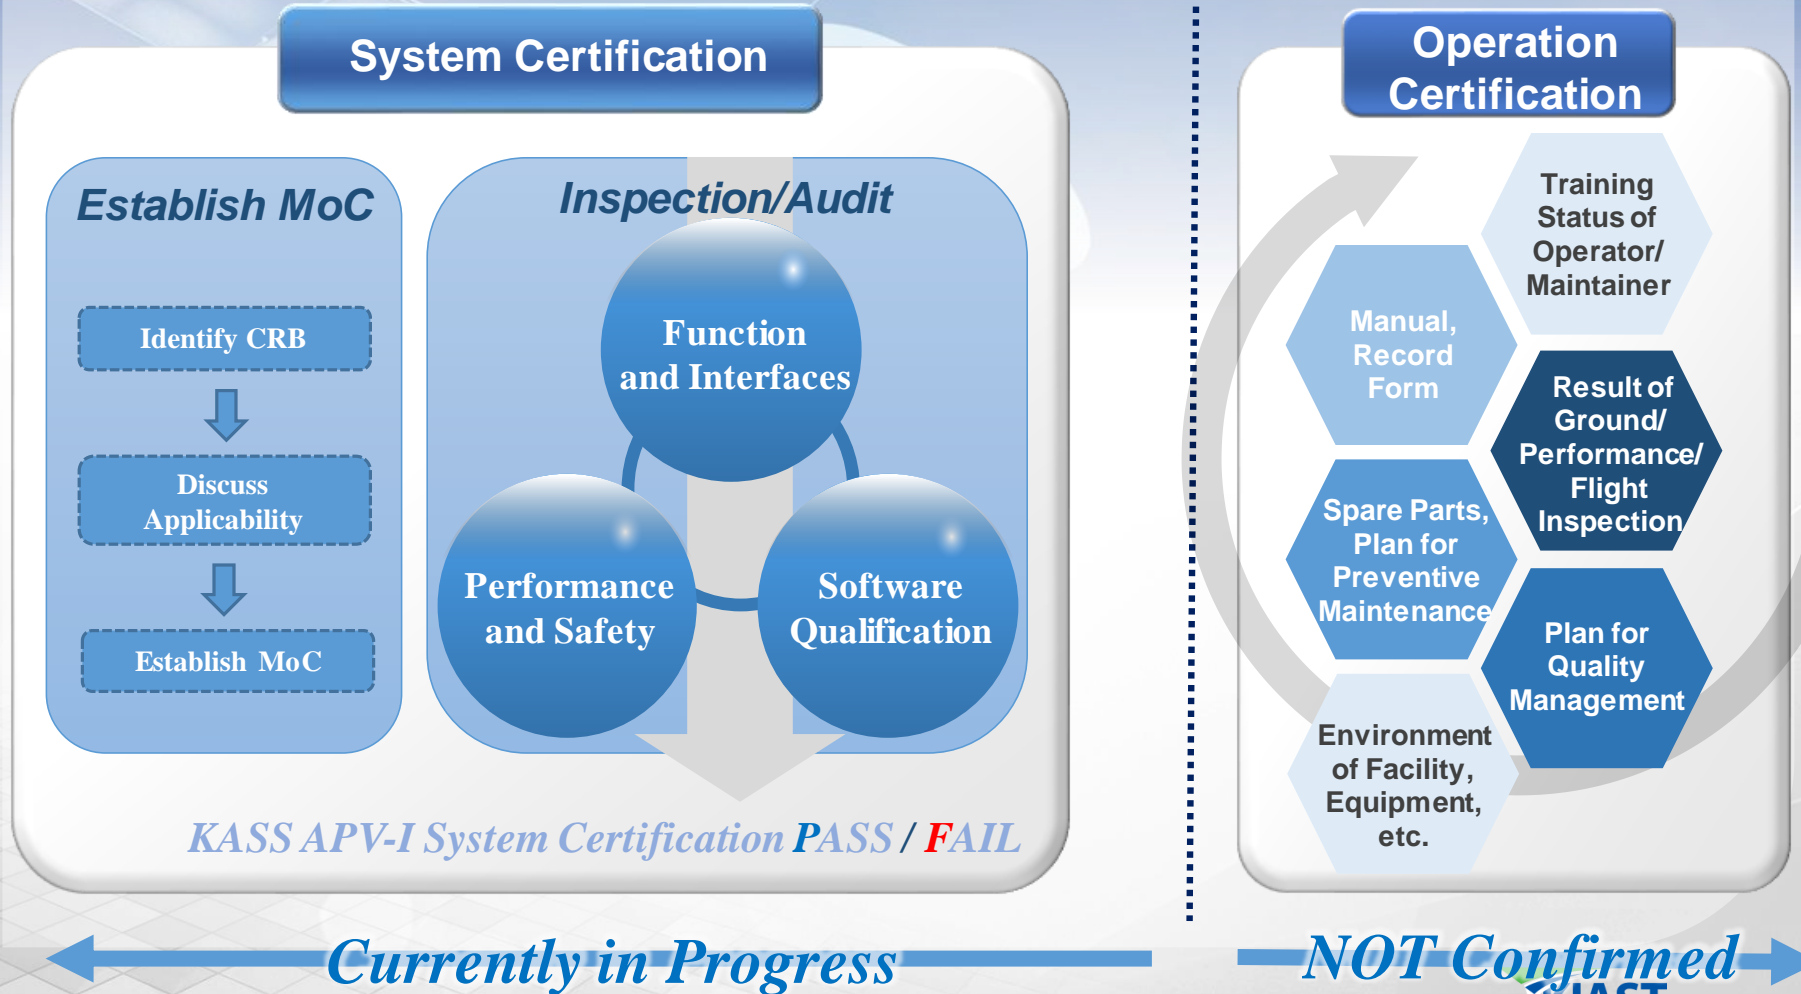 System Certification
Establish MoC
Identify CRB
Discuss
Applicability
Establish MoC
Inspection/Audit
Function
and Interfaces
Performance
and Safety
Software
Qualification
KASS APV-I System Certification PASS / FAIL
Currently in Progress
Operation
Certification
Training
Status of
Operator/
Maintainer
Manual,
Record
Form
Result of
Ground/
Performance/
Flight
Inspection
Spare Parts,
Plan for
Preventive
Maintenance
Plan for
Quality
Management
Environment
of Facility,
Equipment,
etc.
NOT Confirmed